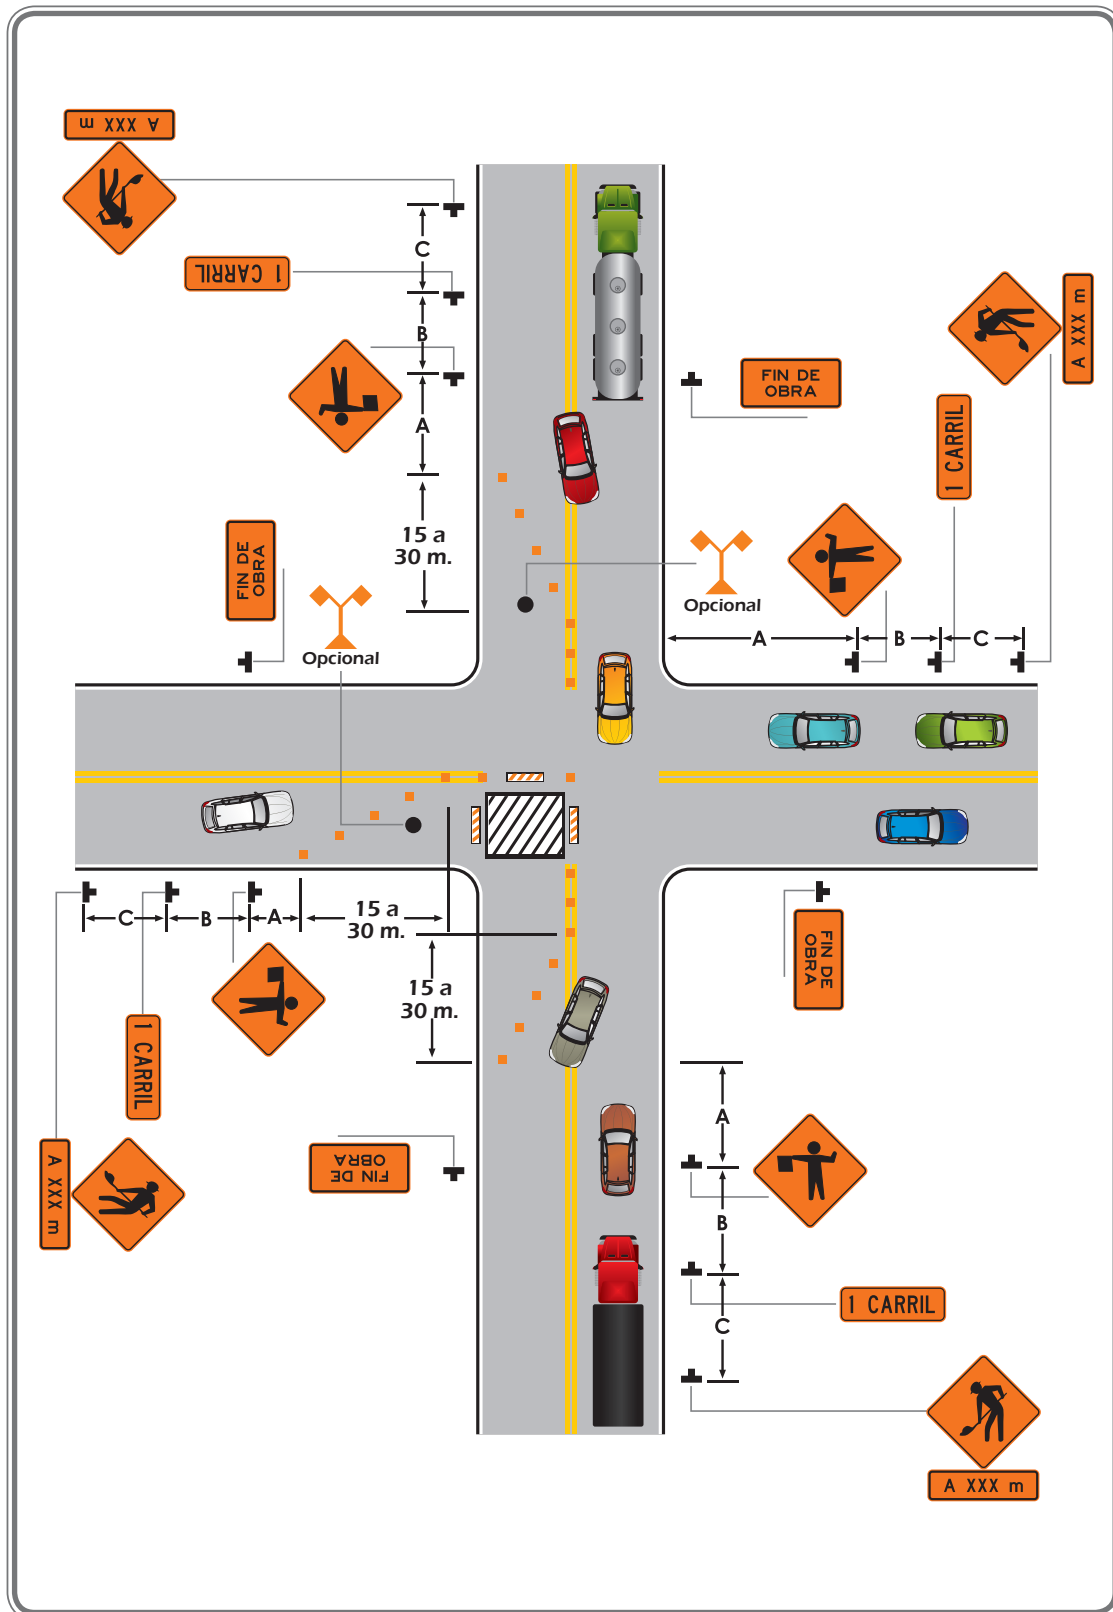 A XXX m
C
1 CARRIL
B
A
15 a
30 m.
FIN DE
OBRA
Opcional
FIN DE
OBRA
Opcional
A XXX m
1 CARRIL
A
B
C
C
B
A
15 a
30 m.
15 a
30 m.
1 CARRIL
A XXX m
FIN DE
OBRA
FIN DE
OBRA
A
B
C
1 CARRIL
A XXX m